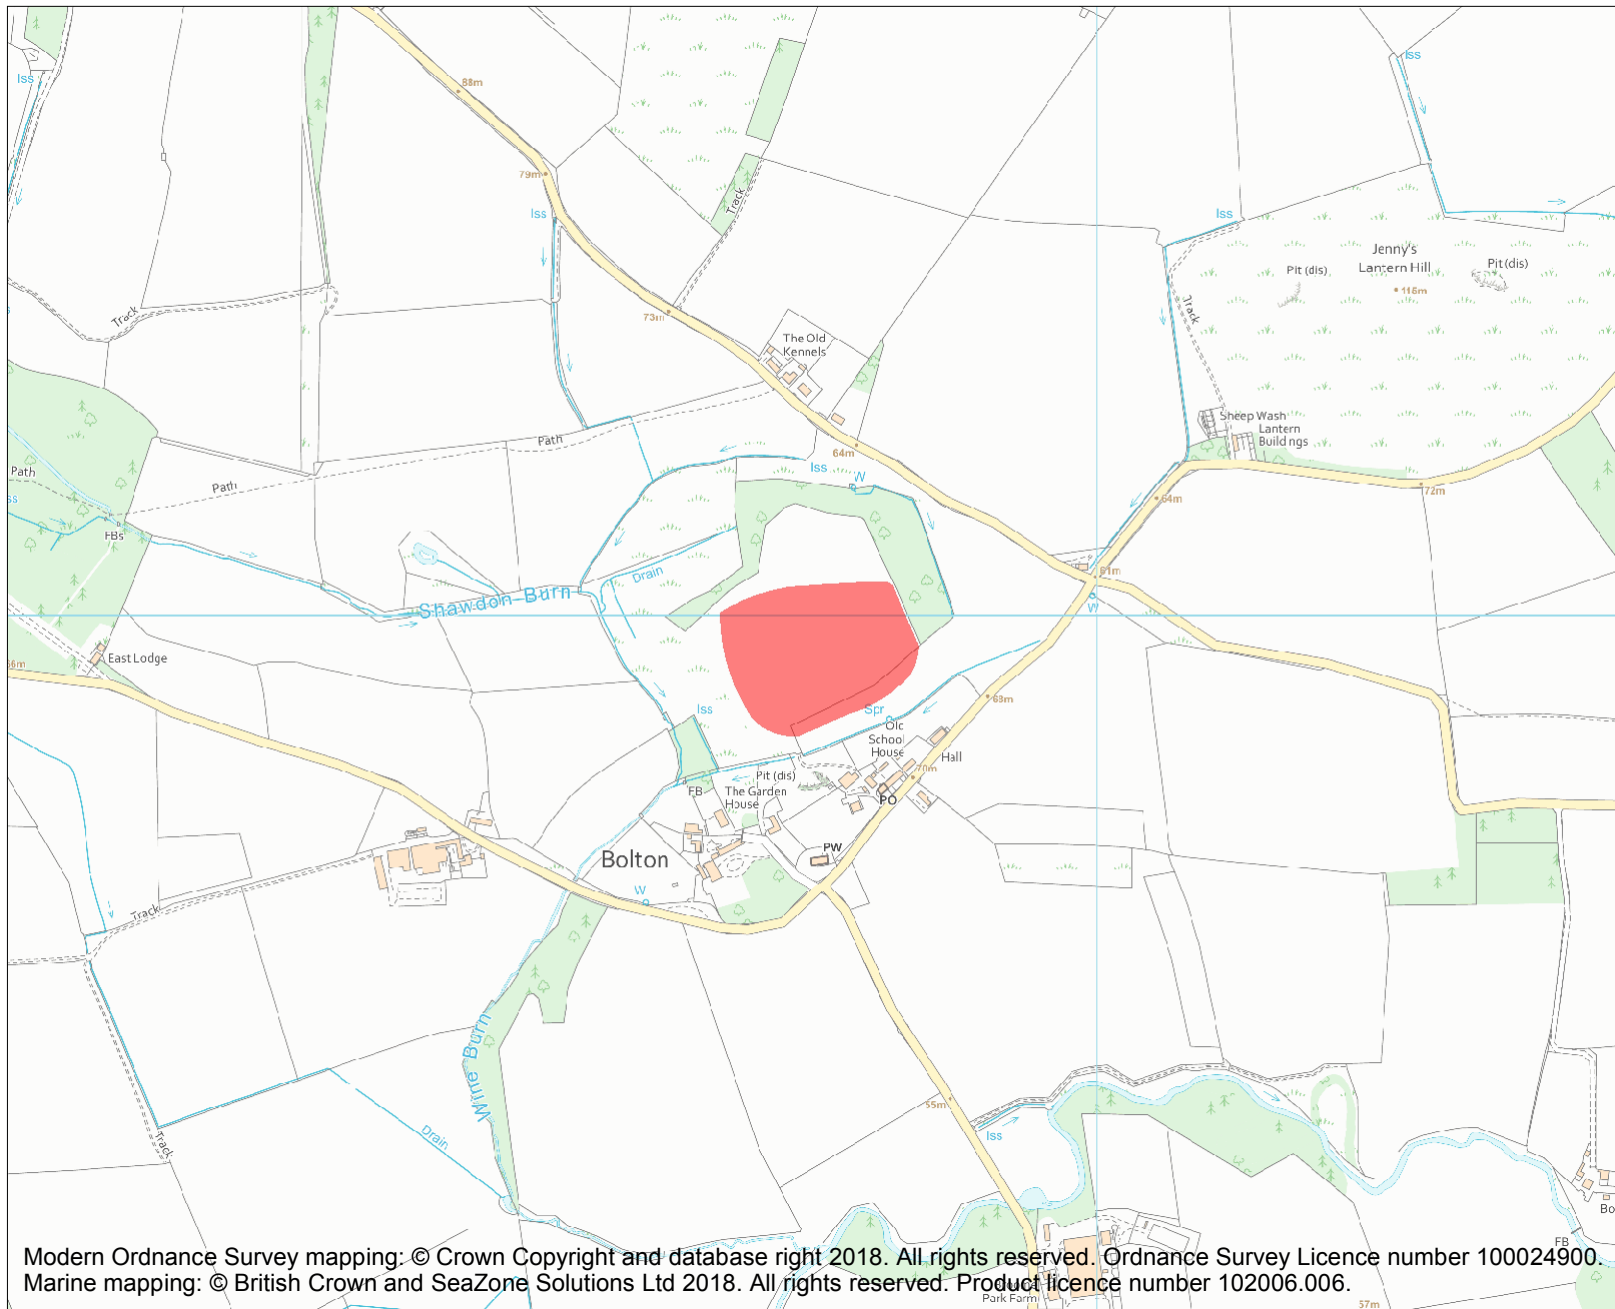 Iss
88m
Iss
79m
Iss
Track
Iss
Jenny's
Lantern Hill
Pit (dis)
Pit (dis)
115m
Track
Track
73m
The Old
Kennels
Sheep Wash
Lantern
Buildings
Path
64m
Iss
W
Path
Path
72m
64m
FBs
Drain
Shawdon Burn
61m
W
East Lodge
66m
68m
Iss
Spr
Old
School
House
Hall
70m
Pit (dis)
FB
The Garden
House
PO
Bolton
PW
W
Track
Wine Burn
55m
Iss
Drain
Track
Bo
FB
Modern Ordnance Survey mapping: © Crown Copyright and database right 2018. All rights reserved. Ordnance Survey Licence number 100024900.
Marine mapping: © British Crown and SeaZone Solutions Ltd 2018. All rights reserved. Product licence number 102006.006.
Park Farm
57m